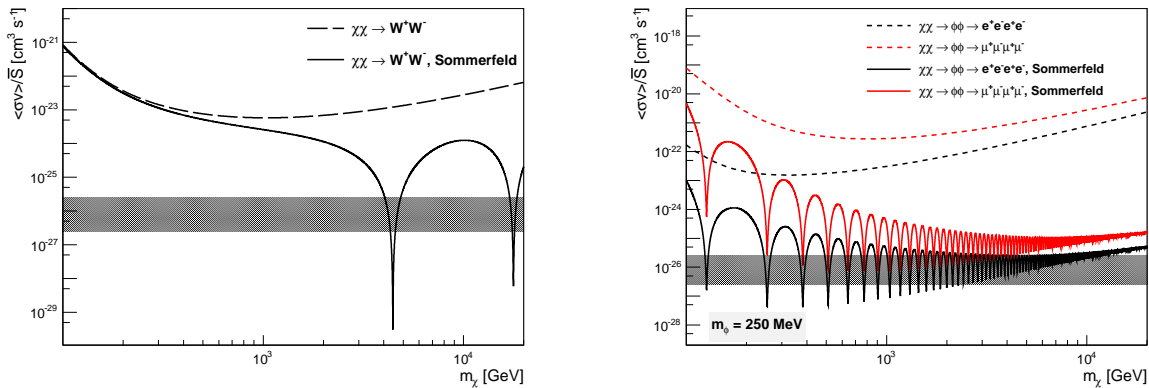 <σv>/S̅ [cm³ s⁻¹]
10⁻²¹
10⁻²³
10⁻²⁵
10⁻²⁷
10⁻²⁹
χχ → W⁺W⁻
χχ → W⁺W⁻, Sommerfeld
10³
10⁴
m_χ [GeV]
<σv>/S̅ [cm³ s⁻¹]
10⁻¹⁸
10⁻²⁰
10⁻²²
10⁻²⁴
10⁻²⁶
10⁻²⁸
χχ → φφ → e⁺e⁻e⁺e⁻
χχ → φφ → μ⁺μ⁻μ⁺μ⁻
χχ → φφ → e⁺e⁻e⁺e⁻, Sommerfeld
χχ → φφ → μ⁺μ⁻μ⁺μ⁻, Sommerfeld
m_φ = 250 MeV
10³
10⁴
m_χ [GeV]